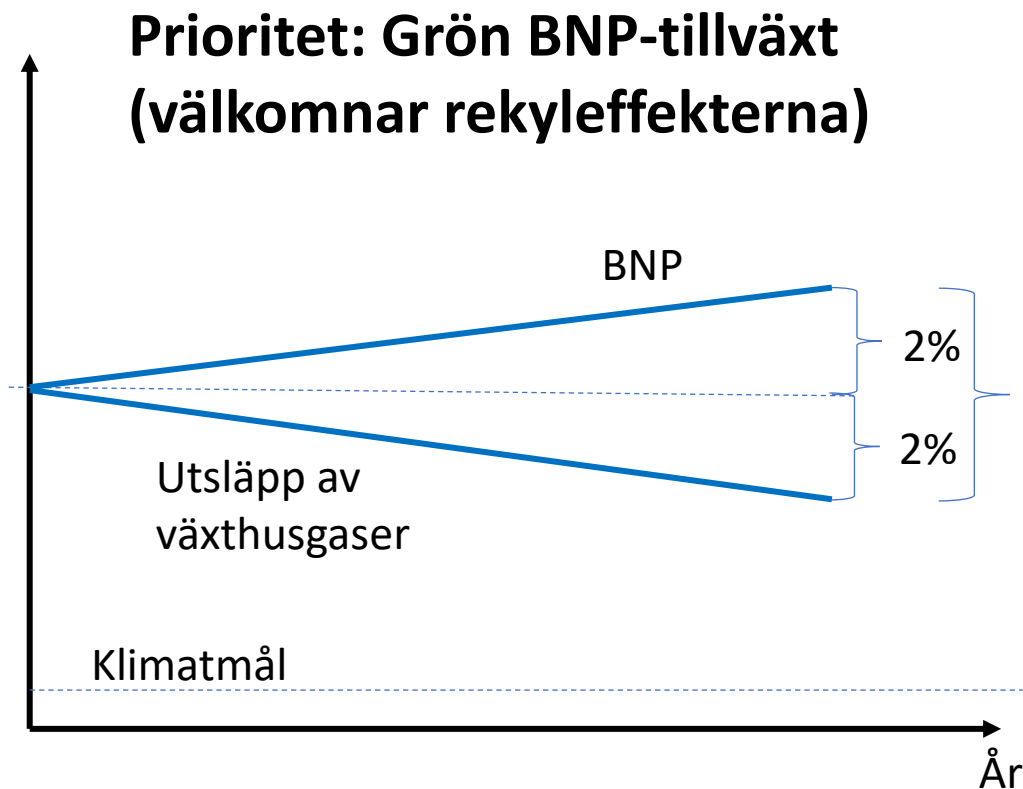 Prioritet: Grön BNP-tillväxt
(välkomnar rekyleffekterna)
BNP
2%
2%
Utsläpp av
växthusgaser
Klimatmål
År